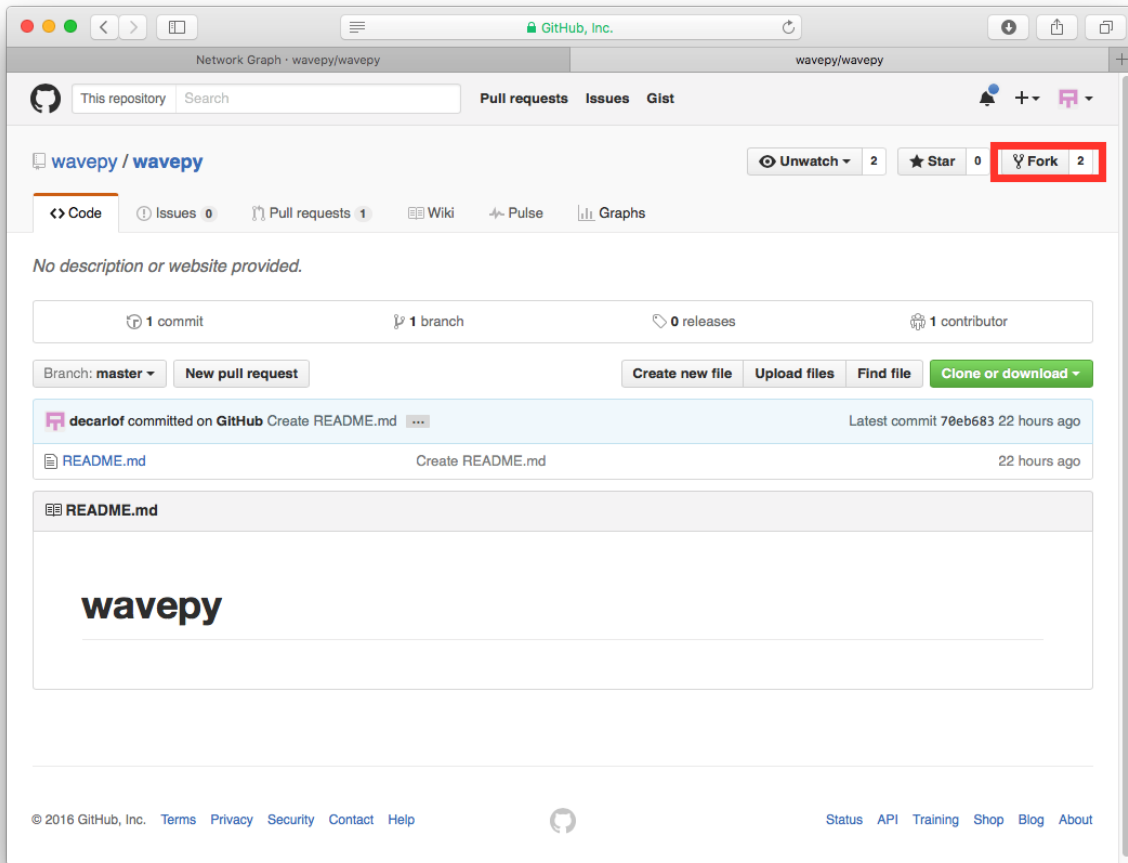 GitHub, Inc.
Network Graph · wavepy/wavepy wavepy/wavepy
This repository Search Pull requests Issues Gist
wavepy / wavepy Unwatch 2 Star 0 Fork 2
Code Issues 0 Pull requests 1 Wiki Pulse Graphs
No description or website provided.
1 commit 1 branch 0 releases 1 contributor
Branch: master New pull request Create new file Upload files Find file Clone or download
decarlof committed on GitHub Create README.md ... Latest commit 70eb683 22 hours ago
README.md Create README.md 22 hours ago
README.md
wavepy
© 2016 GitHub, Inc. Terms Privacy Security Contact Help Status API Training Shop Blog About